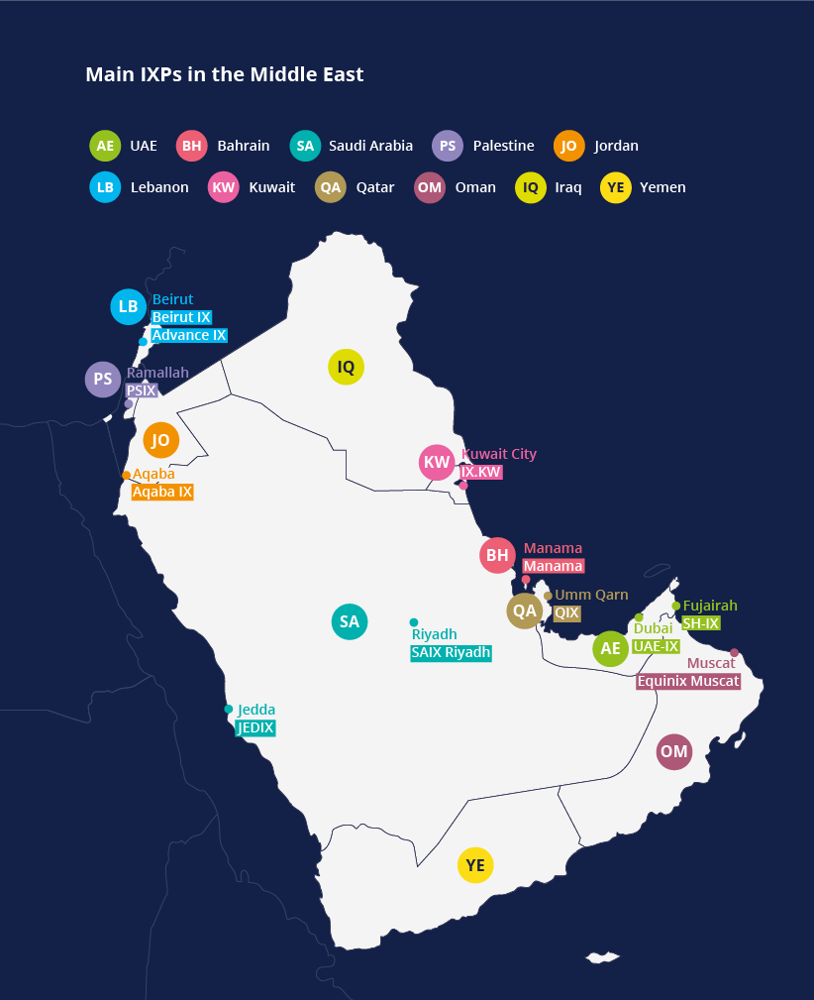 Main IXPs in the Middle East
AE UAE BH Bahrain SA Saudi Arabia PS Palestine JO Jordan
LB Lebanon KW Kuwait QA Qatar OM Oman IQ Iraq YE Yemen
LB
Beirut
Beirut IX
Advance IX
PS
Ramallah
PSIX
IQ
JO
Aqaba
Aqaba IX
KW
Kuwait City
IX.KW
BH
Manama
Manama
QA
Umm Qarn
QIX
Fujairah
SH-IX
AE
Dubai
UAE-IX
SA
Riyadh
SAIX Riyadh
Muscat
Equinix Muscat
Jedda
JEDIX
OM
YE